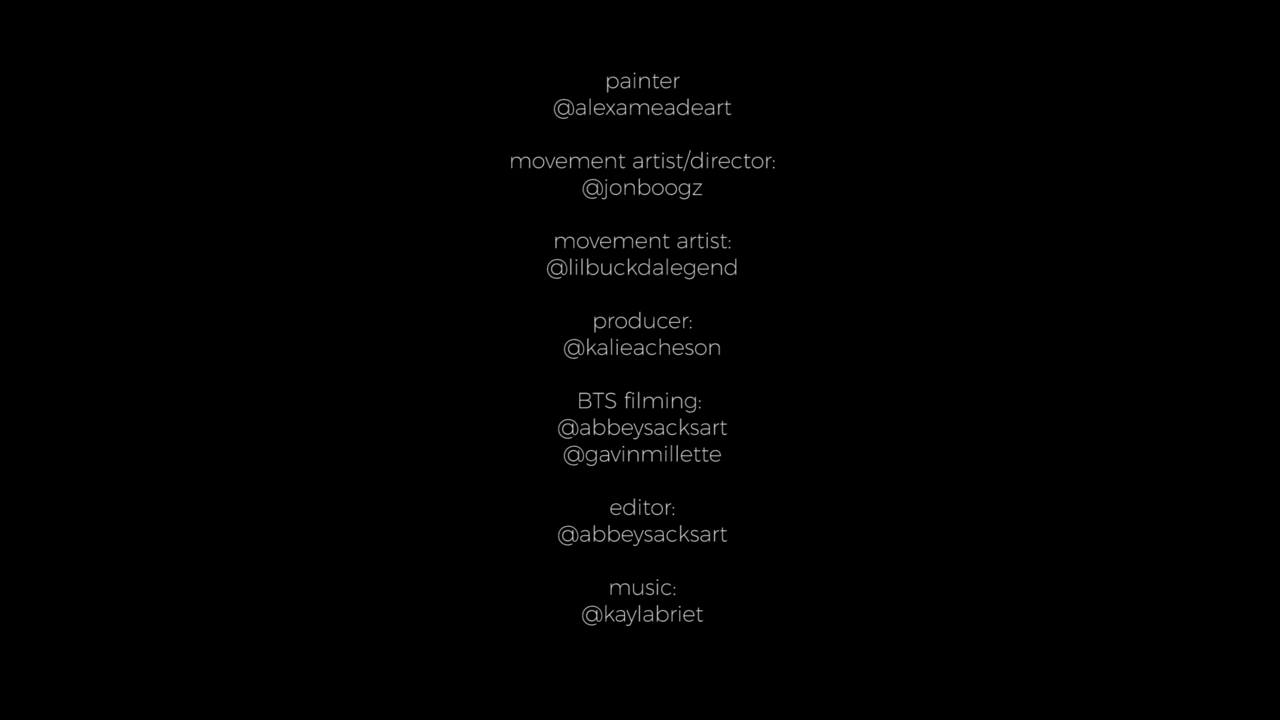 painter
@alexameadeart
movement artist/director:
@jonboogz
movement artist:
@lilbuckdalegend
producer:
@kalieacheson
BTS filming:
@abbeysacksart
@gavinmillette
editor:
@abbeysacksart
music:
@kaylabriet